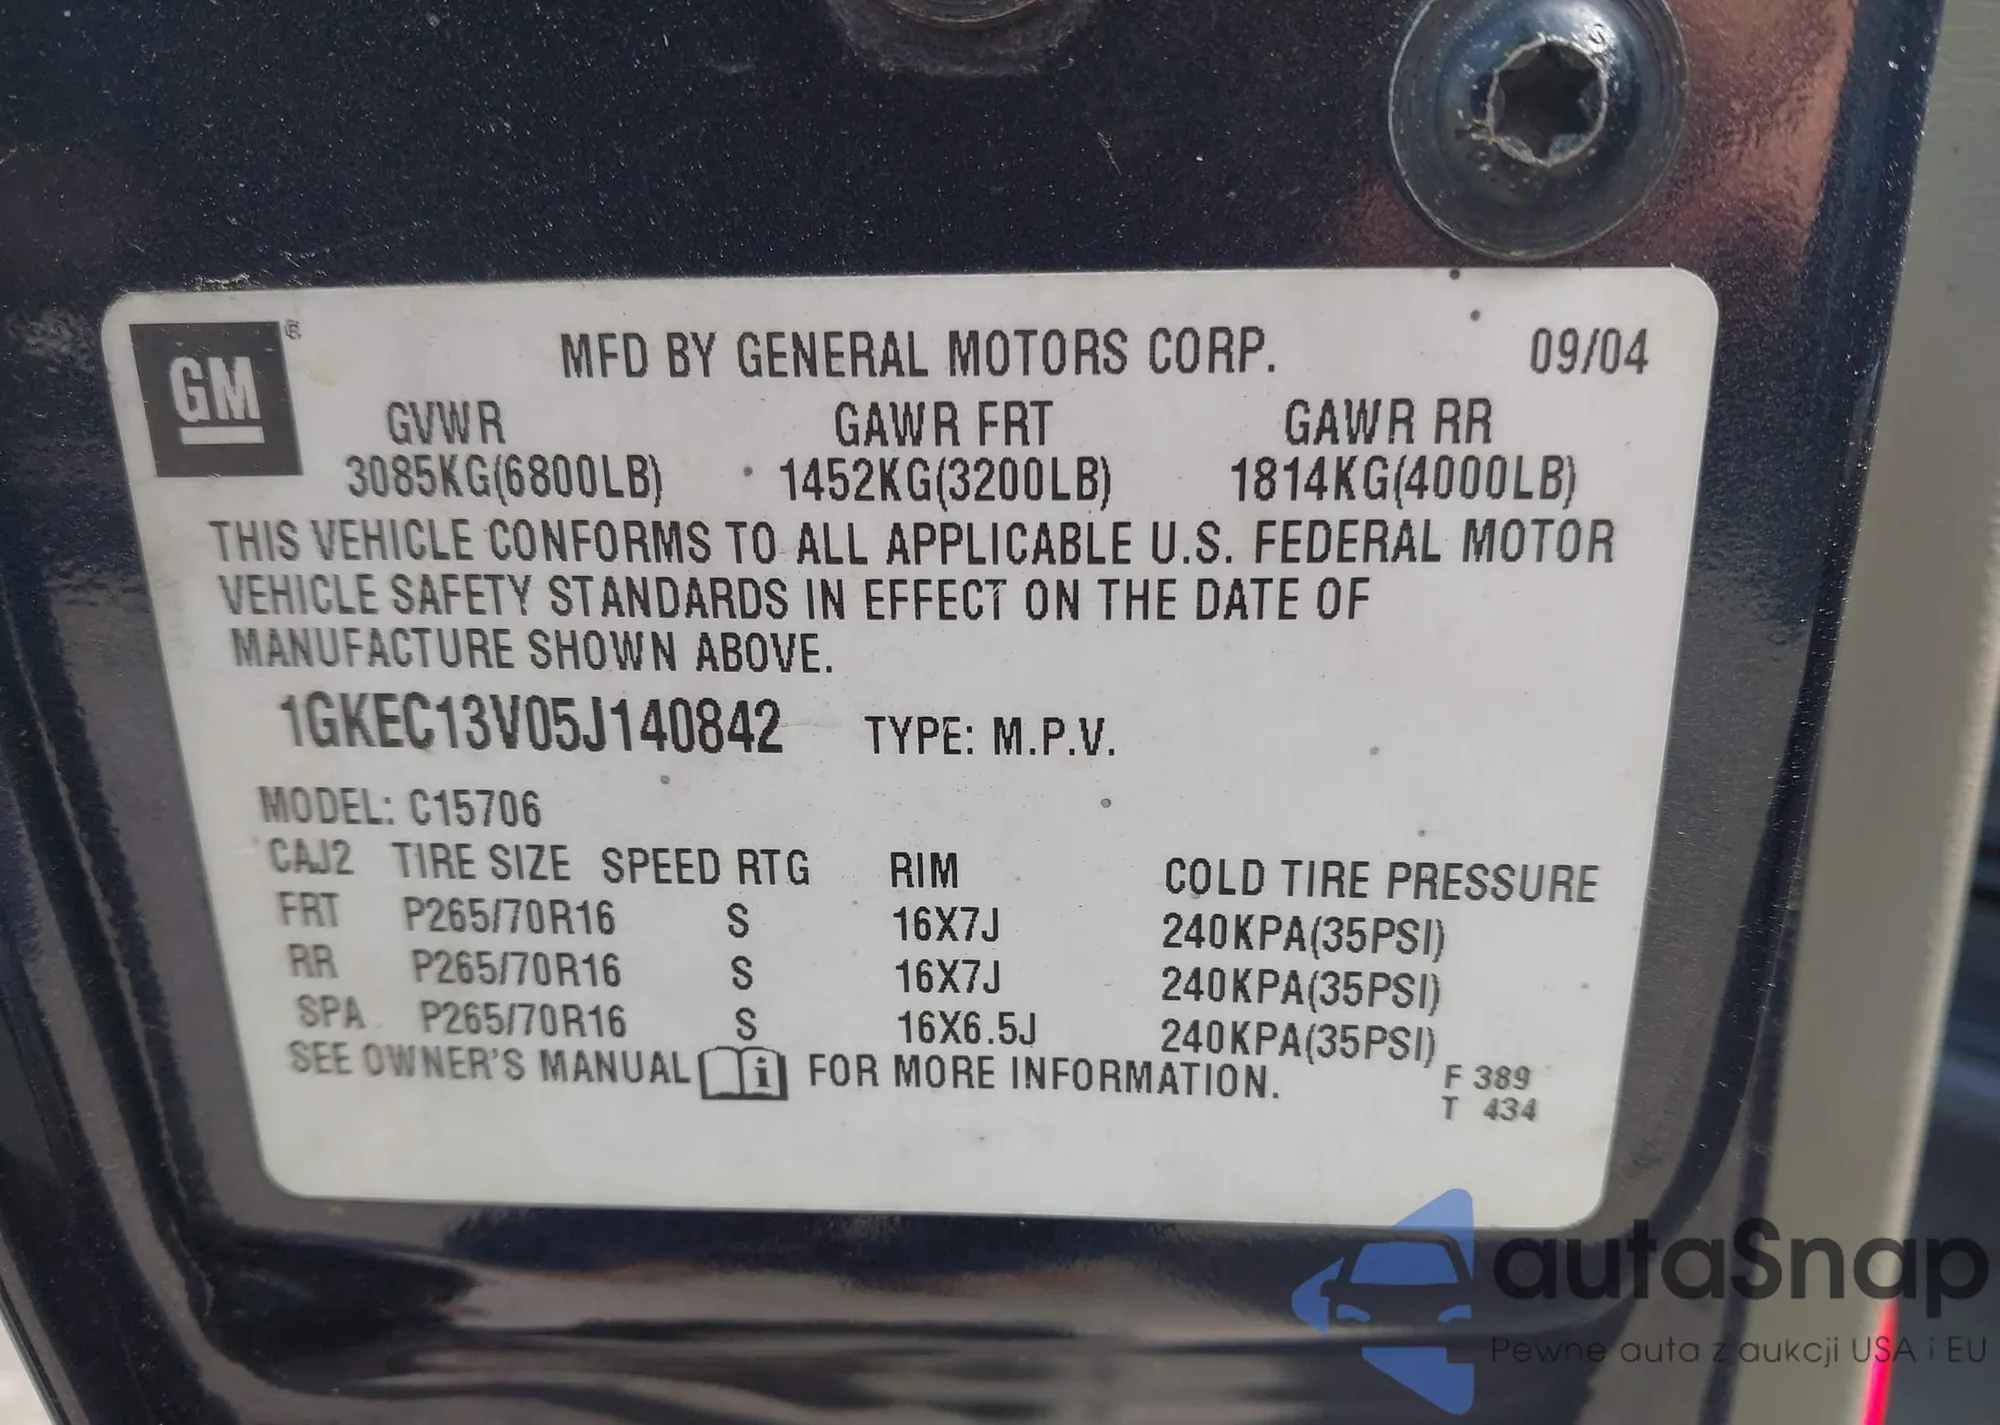 GM ®
MFD BY GENERAL MOTORS CORP. 09/04
GVWR GAWR FRT GAWR RR
3085KG(6800LB) 1452KG(3200LB) 1814KG(4000LB)
THIS VEHICLE CONFORMS TO ALL APPLICABLE U.S. FEDERAL MOTOR
VEHICLE SAFETY STANDARDS IN EFFECT ON THE DATE OF
MANUFACTURE SHOWN ABOVE.
1GKEC13V05J140842 TYPE: M.P.V.
MODEL: C15706
CAJ2 TIRE SIZE SPEED RTG RIM COLD TIRE PRESSURE
FRT P265/70R16 S 16X7J 240KPA(35PSI)
RR P265/70R16 S 16X7J 240KPA(35PSI)
SPA P265/70R16 S 16X6.5J 240KPA(35PSI)
SEE OWNER'S MANUAL i FOR MORE INFORMATION.
F 389
T 434
autaSnap
Pewne auta z aukcji USA i EU